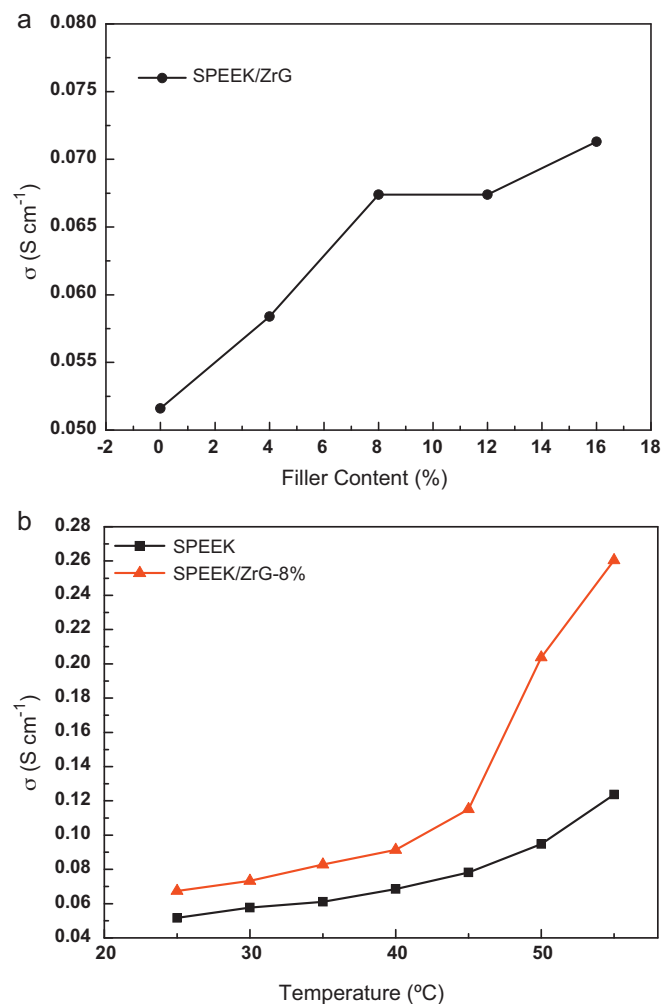 a
0.080
0.075
SPEEK/ZrG
0.070
0.065
σ (S cm⁻¹)
0.060
0.055
0.050
-2 0 2 4 6 8 10 12 14 16 18
Filler Content (%)
b
0.28
SPEEK
0.26
SPEEK/ZrG-8%
0.24
0.22
0.20
0.18
σ (S cm⁻¹)
0.16
0.14
0.12
0.10
0.08
0.06
0.04
20 30 40 50
Temperature (ºC)